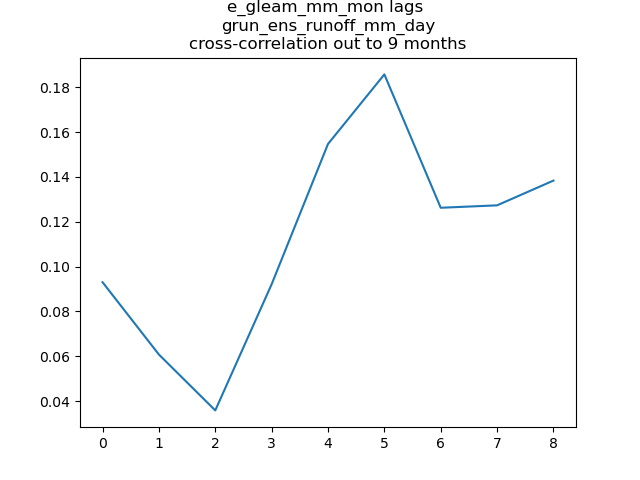 e_gleam_mm_mon lags
grun_ens_runoff_mm_day
cross-correlation out to 9 months
0.18
0.16
0.14
0.12
0.10
0.08
0.06
0.04
0 1 2 3 4 5 6 7 8